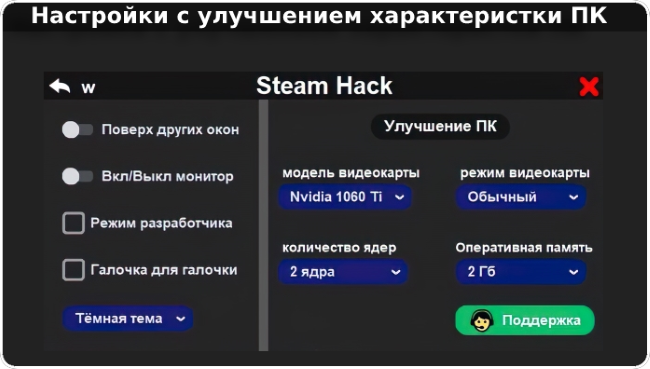 Настройки с улучшением характеристки ПК
w
Steam Hack
Поверх других окон
Вкл/Выкл монитор
Режим разработчика
Галочка для галочки
Тёмная тема
Улучшение ПК
модель видеокарты
Nvidia 1060 Ti
режим видеокарты
Обычный
количество ядер
2 ядра
Оперативная память
2 Гб
Поддержка